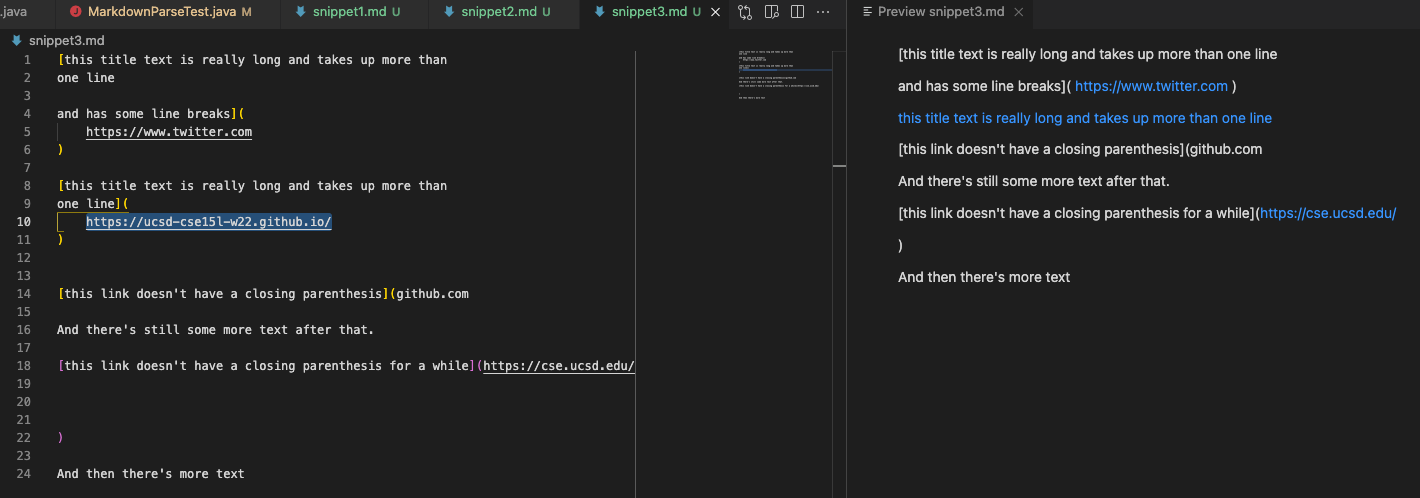 .java MarkdownParseTest.java M snippet1.md U snippet2.md U snippet3.md U Preview snippet3.md
snippet3.md
1 [this title text is really long and takes up more than
2 one line
3
4 and has some line breaks](
5 https://www.twitter.com
6 )
7
8 [this title text is really long and takes up more than
9 one line](
10 https://ucsd-cse15l-w22.github.io/
11 )
12
13
14 [this link doesn't have a closing parenthesis](github.com
15
16 And there's still some more text after that.
17
18 [this link doesn't have a closing parenthesis for a while](https://cse.ucsd.edu/
19
20
21
22 )
23
24 And then there's more text
[this title text is really long and takes up more than one line
and has some line breaks]( https://www.twitter.com )
this title text is really long and takes up more than one line
[this link doesn't have a closing parenthesis](github.com
And there's still some more text after that.
[this link doesn't have a closing parenthesis for a while](https://cse.ucsd.edu/
)
And then there's more text